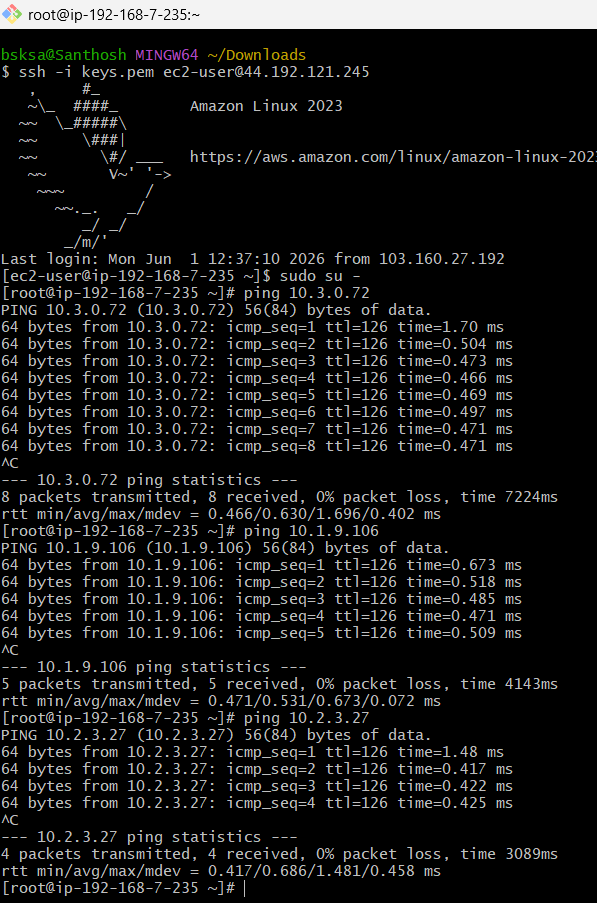 root@ip-192-168-7-235:~
bsksa@Santhosh MINGW64 ~/Downloads
$ ssh -i keys.pem ec2-user@44.192.121.245
   ,     #_
   ~\_  ####_        Amazon Linux 2023
  ~~  \_#####\
  ~~     \###|
  ~~       \#/ ___   https://aws.amazon.com/linux/amazon-linux-202
   ~~       V~' '->
    ~~~         /
      ~~._.   _/
         _/ _/
       _/m/'
Last login: Mon Jun  1 12:37:10 2026 from 103.160.27.192
[ec2-user@ip-192-168-7-235 ~]$ sudo su -
[root@ip-192-168-7-235 ~]# ping 10.3.0.72
PING 10.3.0.72 (10.3.0.72) 56(84) bytes of data.
64 bytes from 10.3.0.72: icmp_seq=1 ttl=126 time=1.70 ms
64 bytes from 10.3.0.72: icmp_seq=2 ttl=126 time=0.504 ms
64 bytes from 10.3.0.72: icmp_seq=3 ttl=126 time=0.473 ms
64 bytes from 10.3.0.72: icmp_seq=4 ttl=126 time=0.466 ms
64 bytes from 10.3.0.72: icmp_seq=5 ttl=126 time=0.469 ms
64 bytes from 10.3.0.72: icmp_seq=6 ttl=126 time=0.497 ms
64 bytes from 10.3.0.72: icmp_seq=7 ttl=126 time=0.471 ms
64 bytes from 10.3.0.72: icmp_seq=8 ttl=126 time=0.471 ms
^C
--- 10.3.0.72 ping statistics ---
8 packets transmitted, 8 received, 0% packet loss, time 7224ms
rtt min/avg/max/mdev = 0.466/0.630/1.696/0.402 ms
[root@ip-192-168-7-235 ~]# ping 10.1.9.106
PING 10.1.9.106 (10.1.9.106) 56(84) bytes of data.
64 bytes from 10.1.9.106: icmp_seq=1 ttl=126 time=0.673 ms
64 bytes from 10.1.9.106: icmp_seq=2 ttl=126 time=0.518 ms
64 bytes from 10.1.9.106: icmp_seq=3 ttl=126 time=0.485 ms
64 bytes from 10.1.9.106: icmp_seq=4 ttl=126 time=0.471 ms
64 bytes from 10.1.9.106: icmp_seq=5 ttl=126 time=0.509 ms
^C
--- 10.1.9.106 ping statistics ---
5 packets transmitted, 5 received, 0% packet loss, time 4143ms
rtt min/avg/max/mdev = 0.471/0.531/0.673/0.072 ms
[root@ip-192-168-7-235 ~]# ping 10.2.3.27
PING 10.2.3.27 (10.2.3.27) 56(84) bytes of data.
64 bytes from 10.2.3.27: icmp_seq=1 ttl=126 time=1.48 ms
64 bytes from 10.2.3.27: icmp_seq=2 ttl=126 time=0.417 ms
64 bytes from 10.2.3.27: icmp_seq=3 ttl=126 time=0.422 ms
64 bytes from 10.2.3.27: icmp_seq=4 ttl=126 time=0.425 ms
^C
--- 10.2.3.27 ping statistics ---
4 packets transmitted, 4 received, 0% packet loss, time 3089ms
rtt min/avg/max/mdev = 0.417/0.686/1.481/0.458 ms
[root@ip-192-168-7-235 ~]#